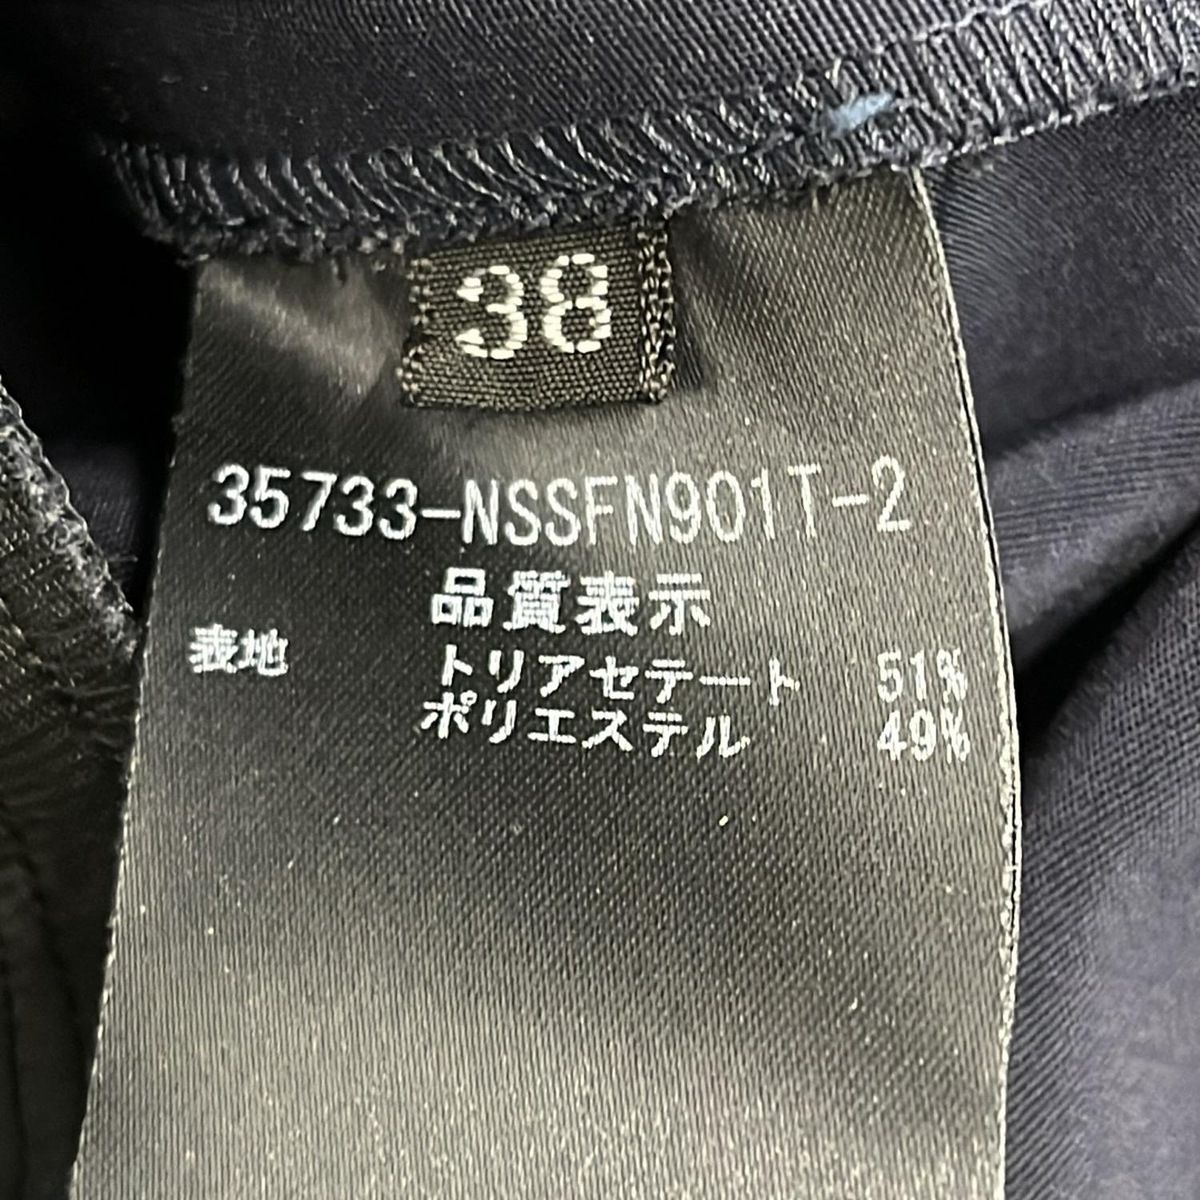 38
35733-NSSFN901T-2
品質表示
表地 トリアセテート 51%
ポリエステル 49%